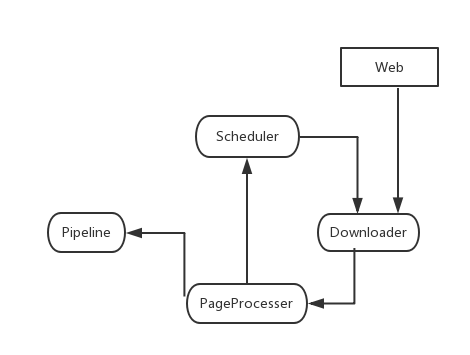 Web
Scheduler
Pipeline
Downloader
PageProcesser